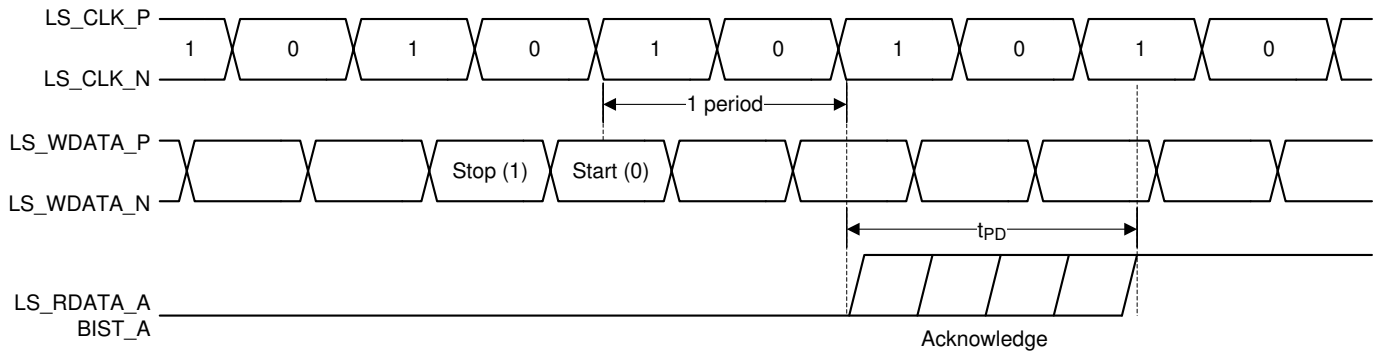 LS_CLK_P
1 0 1 0 1 0 1 0 1 0
LS_CLK_N
1 period
LS_WDATA_P
Stop (1) Start (0)
LS_WDATA_N
tPD
LS_RDATA_A
BIST_A
Acknowledge